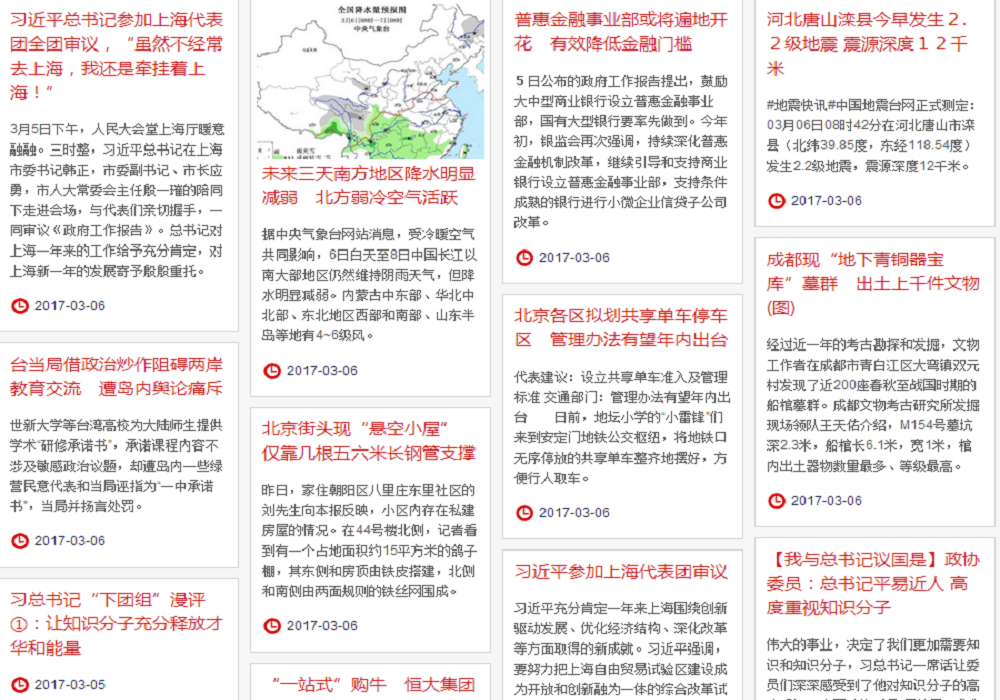 习近平总书记参加上海代表
团全团审议，“虽然不经常
去上海，我还是牵挂着上
海！”
3月5日下午，人民大会堂上海厅暖意
融融。三时整，习近平总书记在上海
市委书记韩正，市委副书记、市长应
勇，市人大常委会主任殷一璀的陪同
下走进会场，与代表们亲切握手，一
同审议《政府工作报告》。总书记对
上海一年来的工作给予充分肯定，对
上海新一年的发展寄予殷殷重托。
2017-03-06
台当局借政治炒作阻碍两岸
教育交流　遭岛内舆论痛斥
世新大学等台湾高校为大陆师生提供
学术“研修承诺书”，承诺课程内容不
涉及敏感政治议题，却遭岛内一些绿
营民意代表和当局诬指为“一中承诺
书”，当局并扬言处罚。
2017-03-06
习总书记“下团组”漫评
①：让知识分子充分释放才
华和能量
2017-03-05
全国降水量预报图
3月6日08时—7日08时
中央气象台
未来三天南方地区降水明显
减弱　北方弱冷空气活跃
据中央气象台网站消息，受冷暖空气
共同影响，6日白天至8日中国长江以
南大部地区仍然维持阴雨天气，但降
水明显减弱。内蒙古中东部、华北中
北部、东北地区西部和南部、山东半
岛等地有4~6级风。
2017-03-06
北京街头现“悬空小屋”
仅靠几根五六米长钢管支撑
昨日，家住朝阳区八里庄东里社区的
刘先生向本报反映，小区内存在私建
房屋的情况。在44号楼北侧，记者看
到有一个占地面积约15平方米的鸽子
棚，其东侧和房顶由铁皮搭建，北侧
和南侧由两面规则的铁丝网围成。
2017-03-06
“一站式”购牛　恒大集团
普惠金融事业部或将遍地开
花　有效降低金融门槛
５日公布的政府工作报告提出，鼓励
大中型商业银行设立普惠金融事业
部，国有大型银行要率先做到。今年
初，银监会再次强调，持续深化普惠
金融机制改革，继续引导和支持商业
银行设立普惠金融事业部，支持条件
成熟的银行进行小微企业信贷子公司
改革。
2017-03-06
北京各区拟划共享单车停车
区　管理办法有望年内出台
代表建议：设立共享单车准入及管理
标准 交通部门：管理办法有望年内出
台　　日前，地坛小学的“小雷锋”们
来到安定门地铁公交枢纽，将地铁口
无序停放的共享单车整齐地摆好，方
便行人取车。
2017-03-06
习近平参加上海代表团审议
习近平充分肯定一年来上海围绕创新
驱动发展、优化经济结构、深化改革
等方面取得的新成就。习近平强调，
要努力把上海自由贸易试验区建设成
为开放和创新融为一体的综合改革试
河北唐山滦县今早发生２.
２级地震 震源深度１２千
米
#地震快讯#中国地震台网正式测定：
03月06日08时42分在河北唐山市滦
县（北纬39.85度，东经118.54度）
发生2.2级地震，震源深度12千米。
2017-03-06
成都现“地下青铜器宝
库”墓群　出土上千件文物
(图)
经过近一年的考古勘探和发掘，文物
工作者在成都市青白江区大弯镇双元
村发现了近200座春秋至战国时期的
船棺墓群。成都文物考古研究所发掘
现场领队王天佑介绍，M154号墓坑
深2.3米，船棺长6.1米，宽1米，棺
内出土器物数量最多、等级最高。
2017-03-06
【我与总书记议国是】政协
委员：总书记平易近人 高
度重视知识分子
伟大的事业，决定了我们更加需要知
识和知识分子，习总书记一席话让委
员们深深感受到了他对知识分子的高